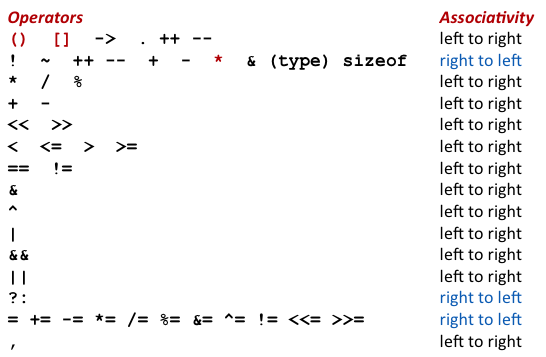 Operators Associativity
() [] -> . ++ -- left to right
! ~ ++ -- + - * & (type) sizeof right to left
* / % left to right
+ - left to right
<< >> left to right
< <= > >= left to right
== != left to right
& left to right
^ left to right
| left to right
&& left to right
|| left to right
?: right to left
= += -= *= /= %= &= ^= != <<= >>= right to left
, left to right